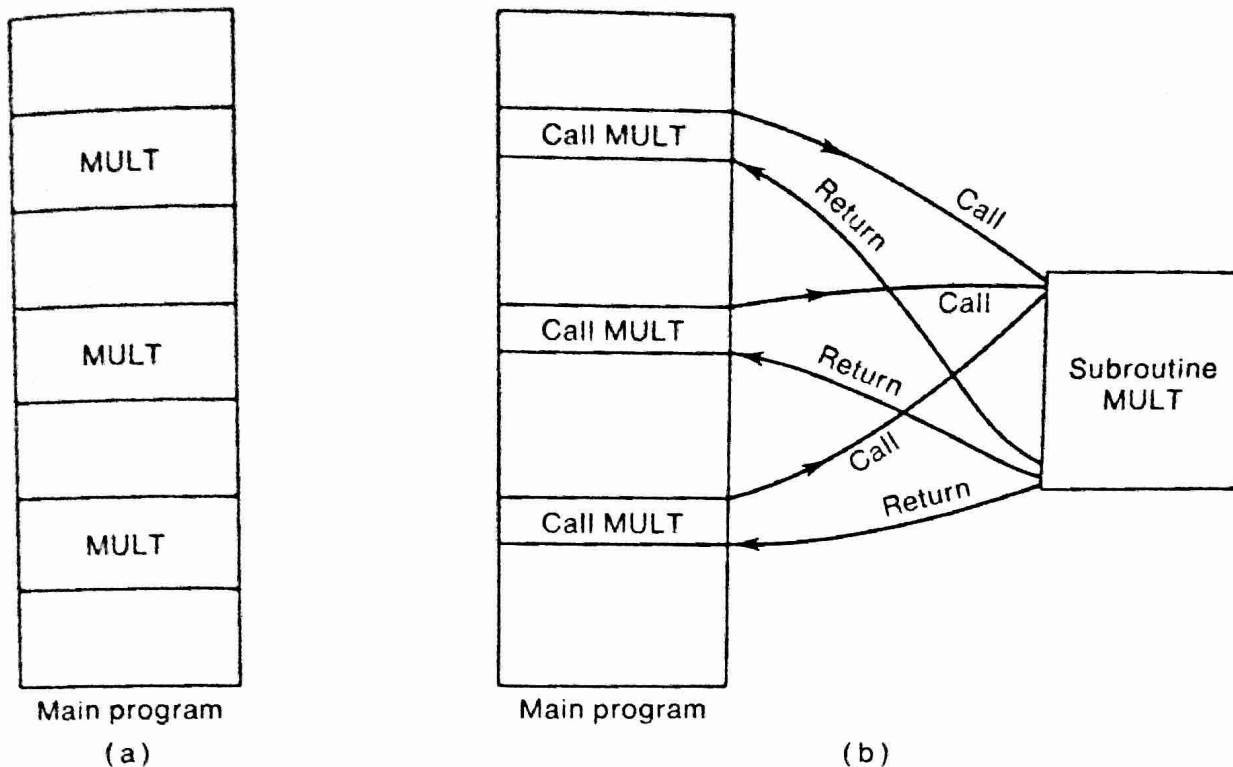 MULT
MULT
MULT
Main program
(a)
Call MULT
Call MULT
Call MULT
Main program
Call
Return
Call
Return
Call
Return
Subroutine
MULT
(b)